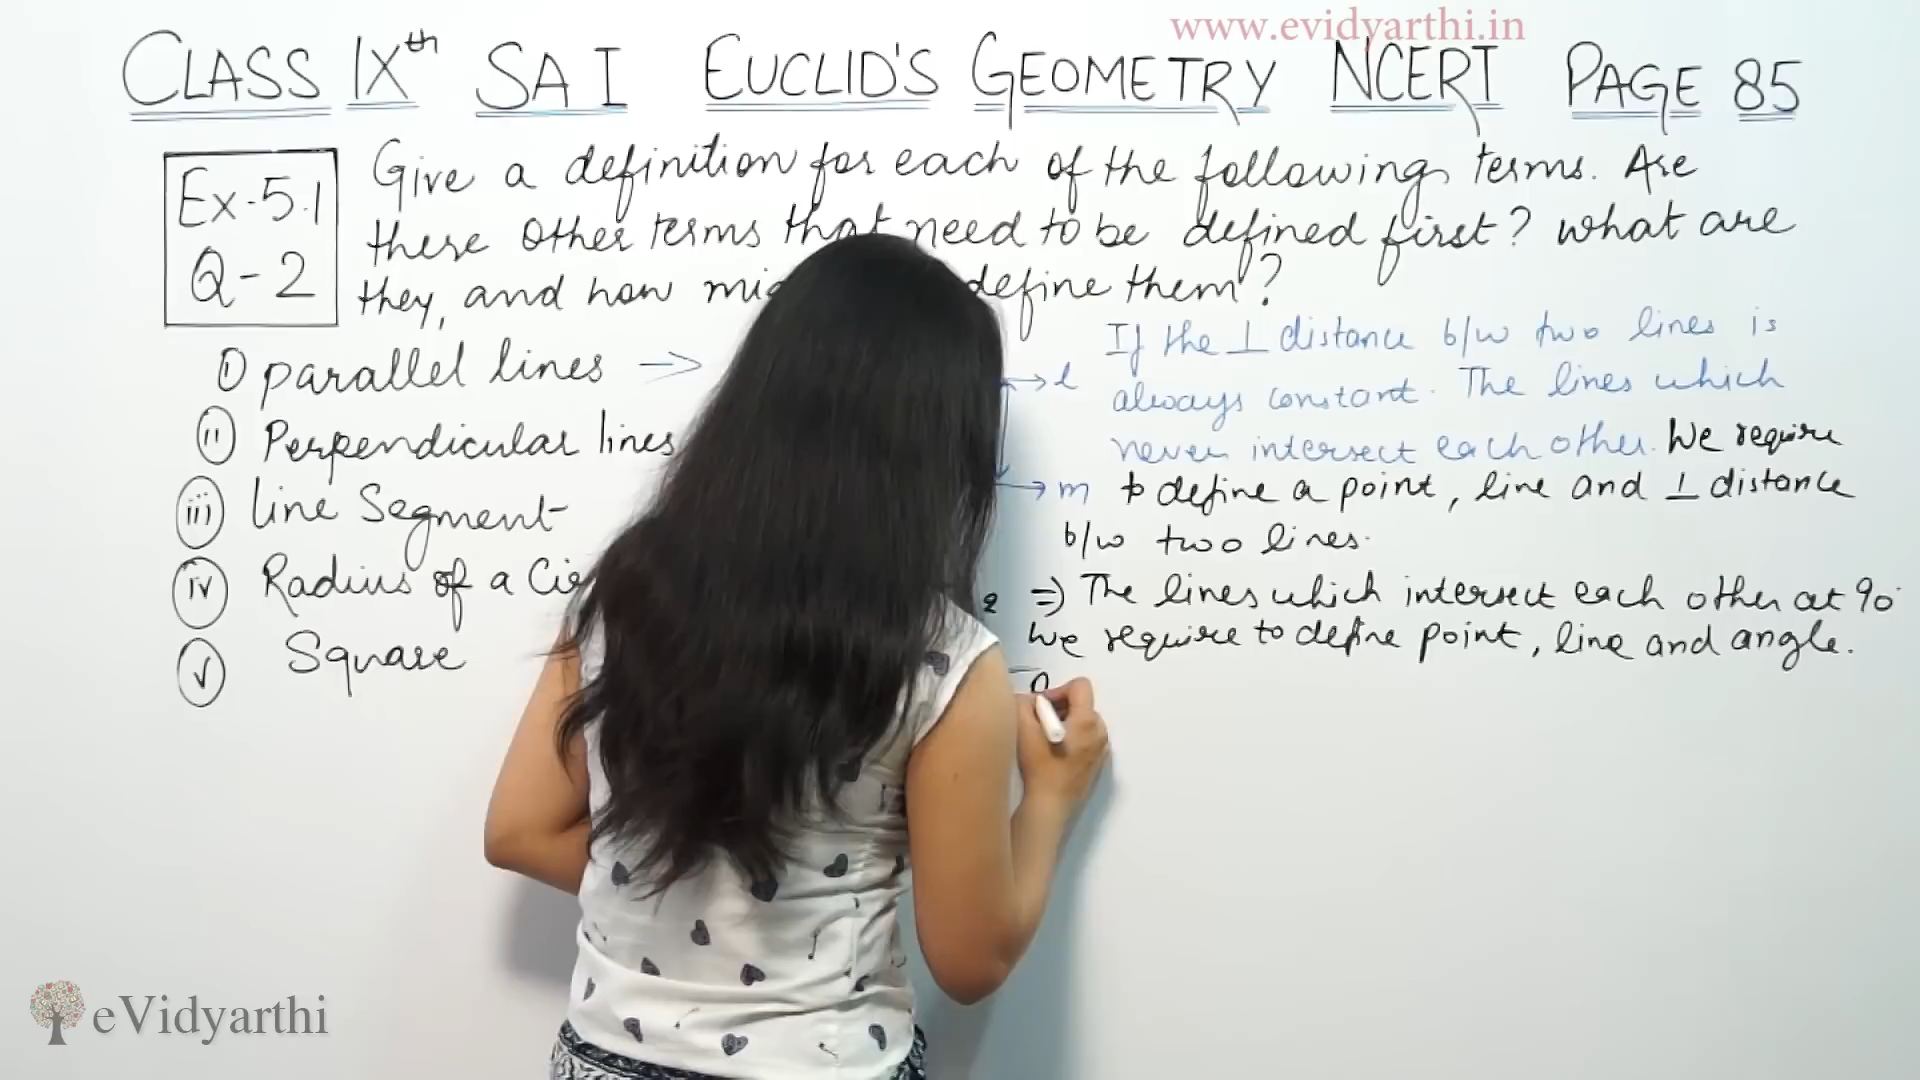 www.evidyarthi.in
CLASS IXth SA I EUCLID'S GEOMETRY NCERT PAGE 85
Ex-5.1
Q-2
Give a definition for each of the following terms. Are
these other terms that need to be defined first? what are
they, and how define them?
i) parallel lines →
(ii) Perpendicular lines
(iii) line Segment
(iv) Radius of a
(v) Square
If the ⊥ distance b/w two lines is
always constant. The lines which
never intersect each other. We require
to define a point, line and ⊥ distance
b/w two lines.
l
m
⇒ The lines which intersect each other at 90°
We require to define point, line and angle.
eVidyarthi